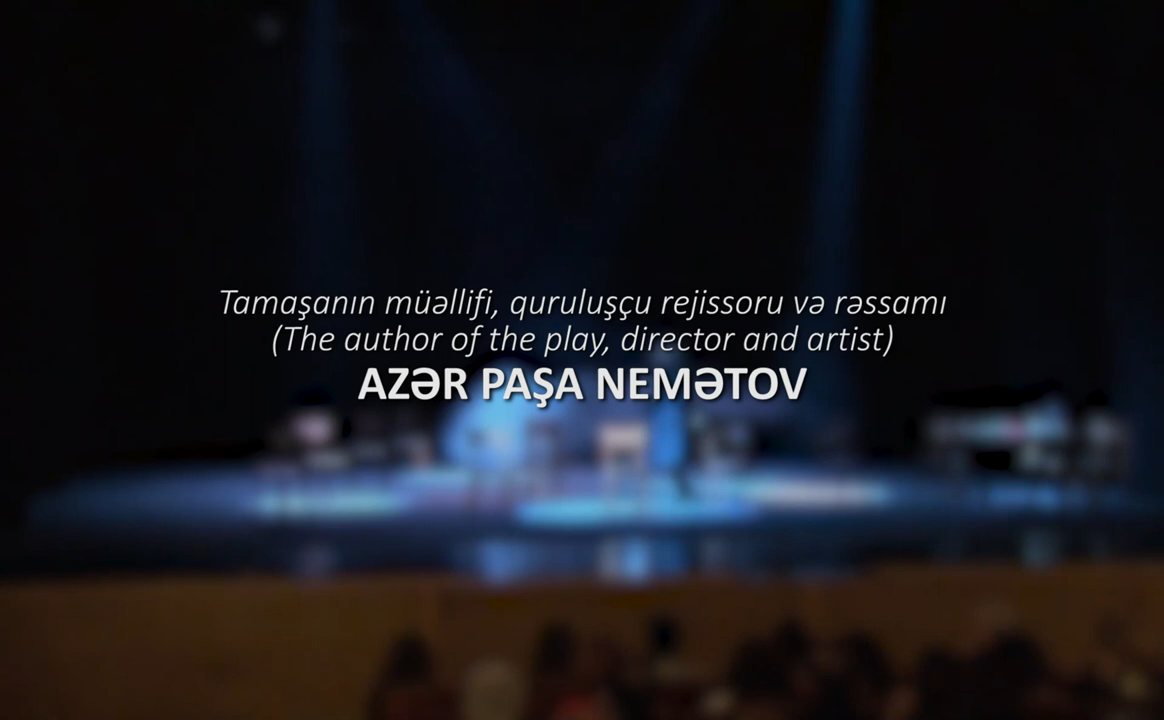 Tamaşanın müəllifi, quruluşçu rejissoru və rəssamı
(The author of the play, director and artist)
AZƏR PAŞA NEMƏTOV